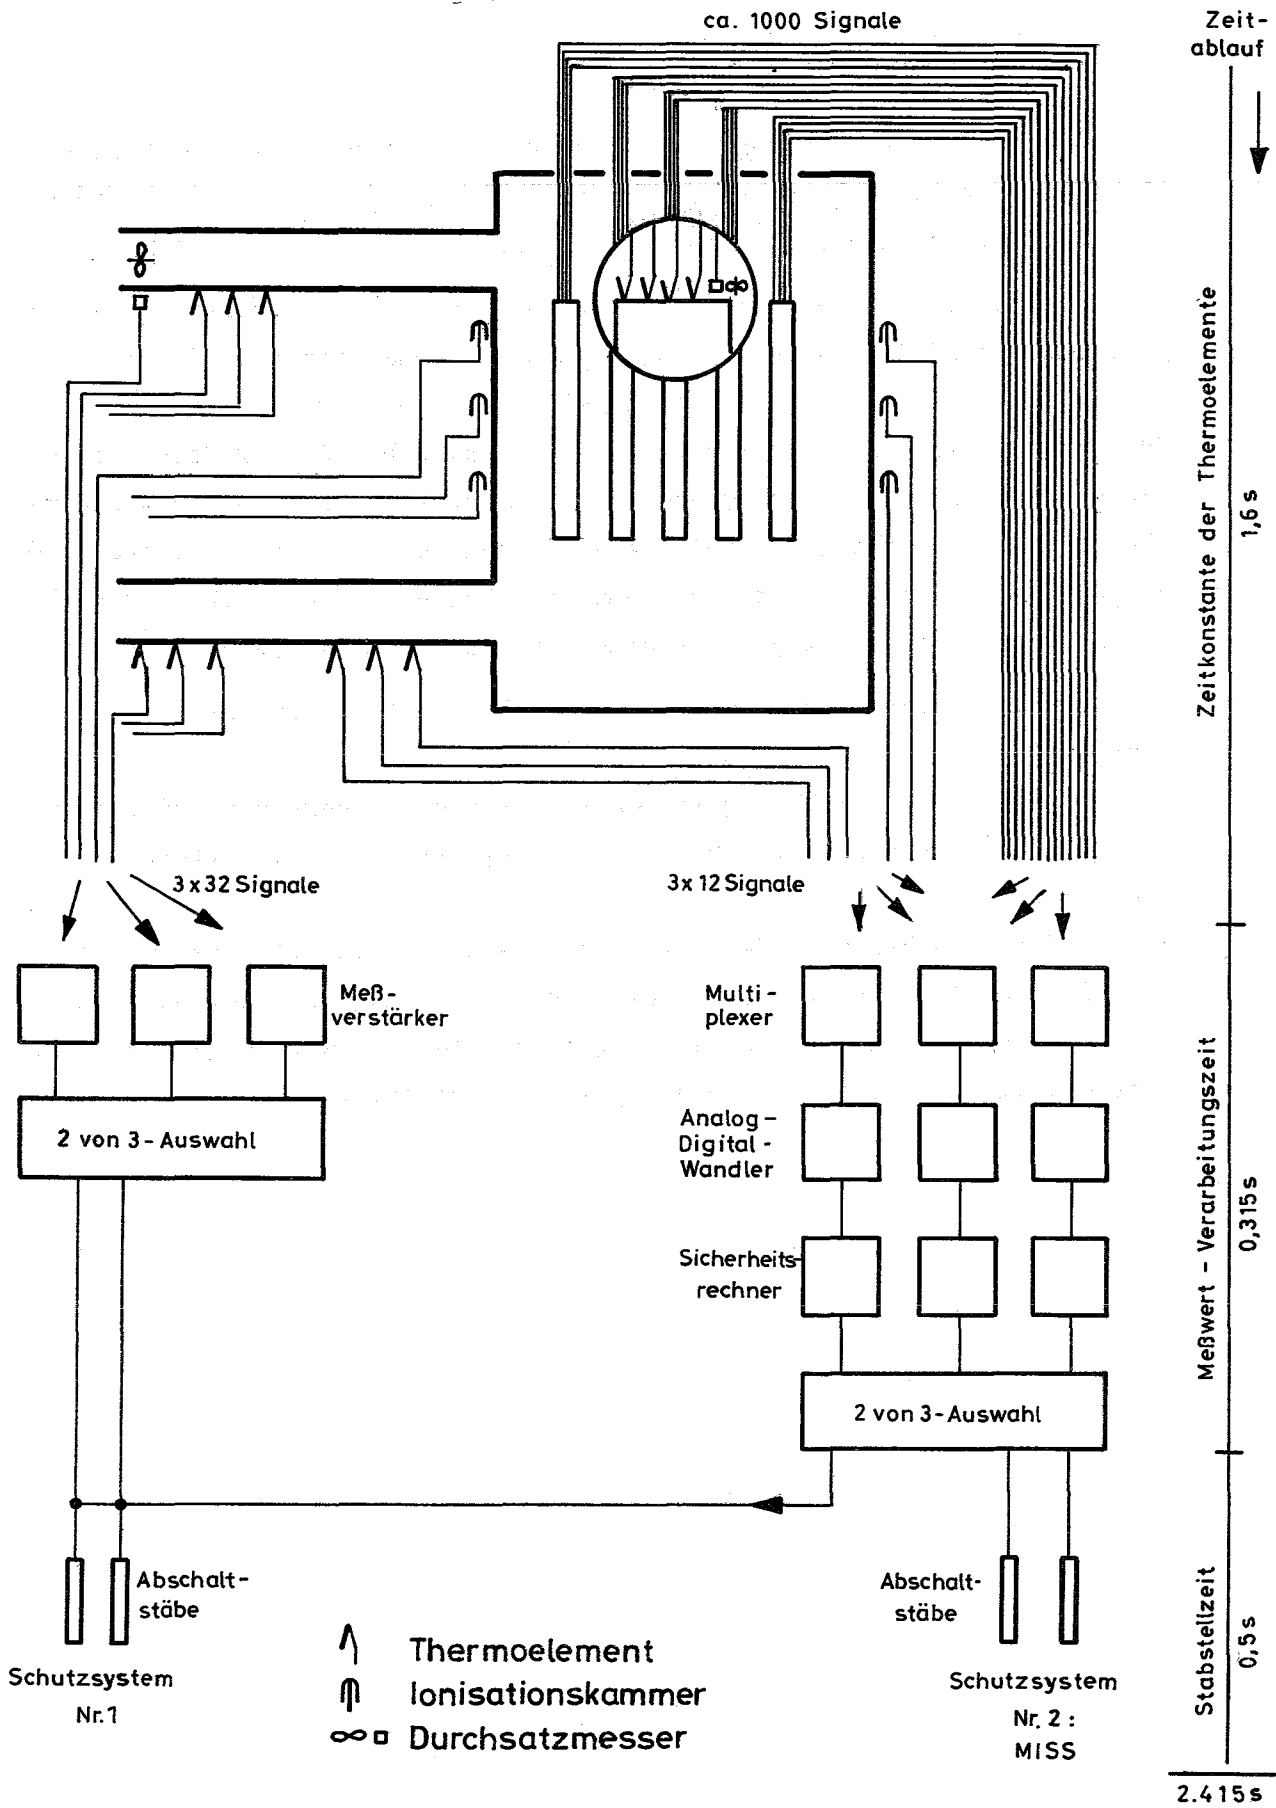 ca. 1000 Signale
Zeit-
ablauf
Zeitkonstante der Thermoelemente
1,6 s
3 x 32 Signale
3 x 12 Signale
Meß-
verstärker
Multi-
plexer
2 von 3 - Auswahl
Analog -
Digital -
Wandler
Sicherheits-
rechner
Meßwert - Verarbeitungszeit
0,315 s
2 von 3 - Auswahl
Abschalt-
stäbe
Abschalt-
stäbe
Stabstellzeit
0,5 s
Schutzsystem
Nr. 1
Thermoelement
Ionisationskammer
Durchsatzmesser
Schutzsystem
Nr. 2 :
MISS
2.415 s